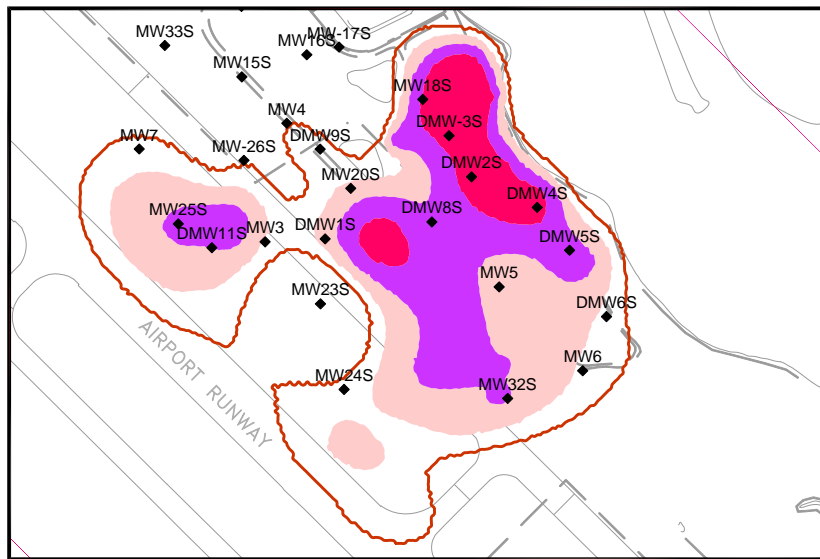 MW33S
MW-17S
MW16S
MW15S
MW18S
MW4
DMW-3S
MW7
DMW9S
MW-26S
DMW2S
MW20S
DMW4S
MW25S
DMW8S
DMW11S
MW3
DMW1S
DMW5S
MW5
MW23S
DMW6S
AIRPORT RUNWAY
MW6
MW24S
MW32S